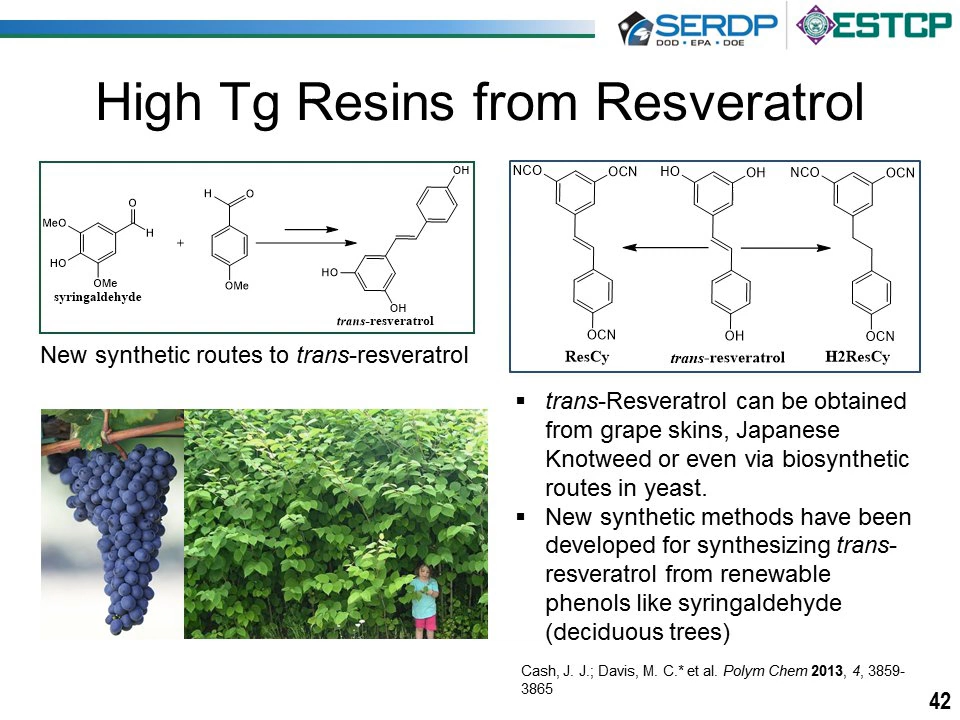 SERDP
DOD • EPA • DOE
ESTCP
High Tg Resins from Resveratrol
MeO
HO
OMe
O
H
syringaldehyde
+
H
O
OMe
OH
HO
OH
trans-resveratrol
New synthetic routes to trans-resveratrol
NCO
OCN
OCN
ResCy
HO
OH
OH
trans-resveratrol
NCO
OCN
OCN
H2ResCy
▪ trans-Resveratrol can be obtained
from grape skins, Japanese
Knotweed or even via biosynthetic
routes in yeast.
▪ New synthetic methods have been
developed for synthesizing trans-
resveratrol from renewable
phenols like syringaldehyde
(deciduous trees)
Cash, J. J.; Davis, M. C.* et al. Polym Chem 2013, 4, 3859-
3865
42